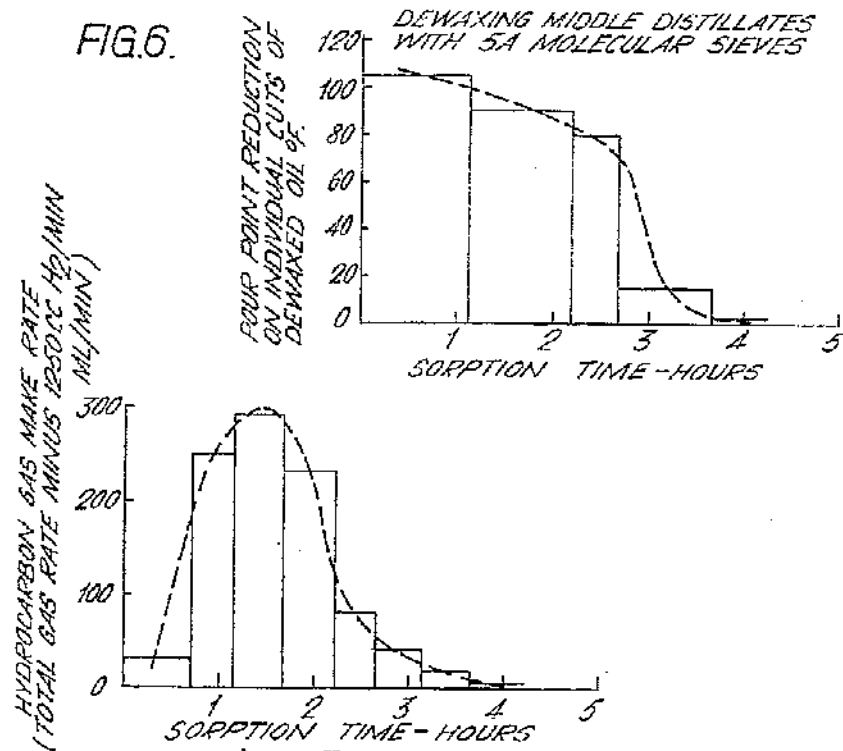 FIG.6.
DEWAXING MIDDLE DISTILLATES
WITH 5A MOLECULAR SIEVES
POUR POINT REDUCTION
ON INDIVIDUAL CUTS OF
DEWAXED OIL °F.
120
100
80
60
40
20
0
1 2 3 4 5
SORPTION TIME-HOURS
HYDROCARBON GAS MAKE RATE
(TOTAL GAS RATE MINUS 1250CC H2/MIN
ML/MIN)
300
200
100
0
1 2 3 4 5
SORPTION TIME-HOURS